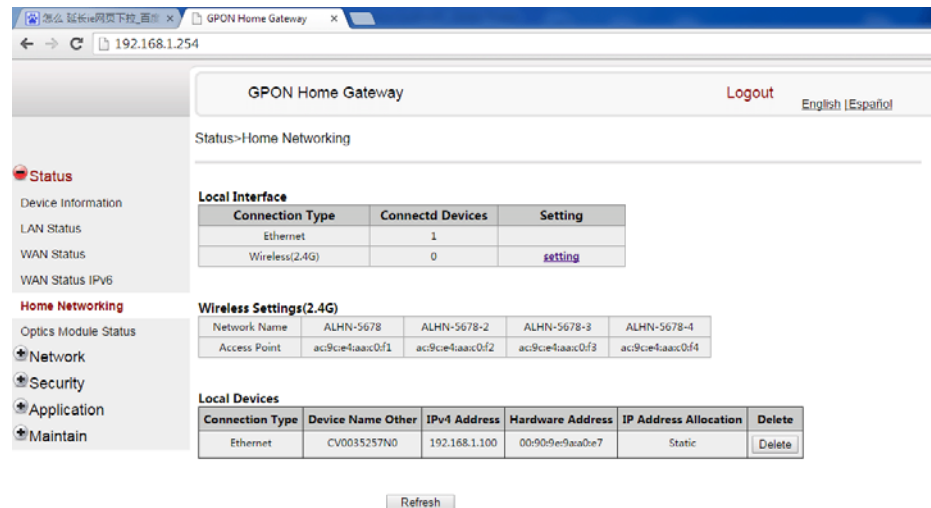 怎么 延长ie网页下拉_百度 ×
GPON Home Gateway ×
192.168.1.254
GPON Home Gateway
Logout
English |Español
Status>Home Networking
Status
Device Information
LAN Status
WAN Status
WAN Status IPv6
Home Networking
Optics Module Status
Network
Security
Application
Maintain
Local Interface
Connection Type Connectd Devices Setting
Ethernet 1
Wireless(2.4G) 0 setting
Wireless Settings(2.4G)
Network Name ALHN-5678 ALHN-5678-2 ALHN-5678-3 ALHN-5678-4
Access Point ac:9c:e4:aa:c0:f1 ac:9c:e4:aa:c0:f2 ac:9c:e4:aa:c0:f3 ac:9c:e4:aa:c0:f4
Local Devices
Connection Type Device Name Other IPv4 Address Hardware Address IP Address Allocation Delete
Ethernet CV0035257N0 192.168.1.100 00:90:9e:9a:a0:e7 Static Delete
Refresh